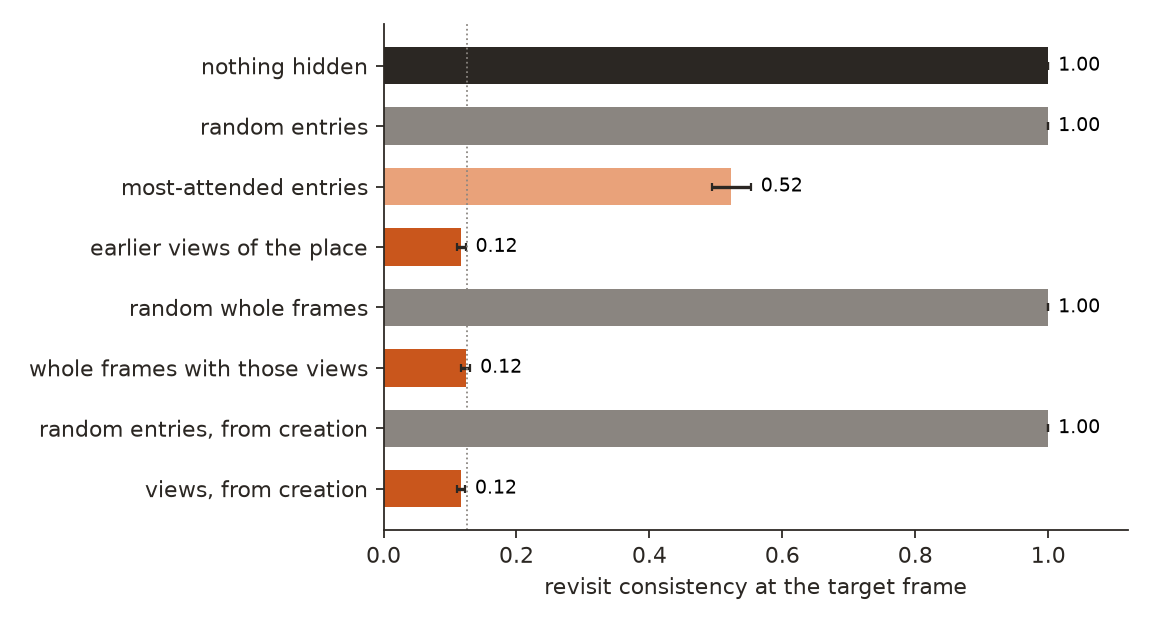 nothing hidden 1.00
random entries 1.00
most-attended entries 0.52
earlier views of the place 0.12
random whole frames 1.00
whole frames with those views 0.12
random entries, from creation 1.00
views, from creation 0.12
0.0 0.2 0.4 0.6 0.8 1.0
revisit consistency at the target frame